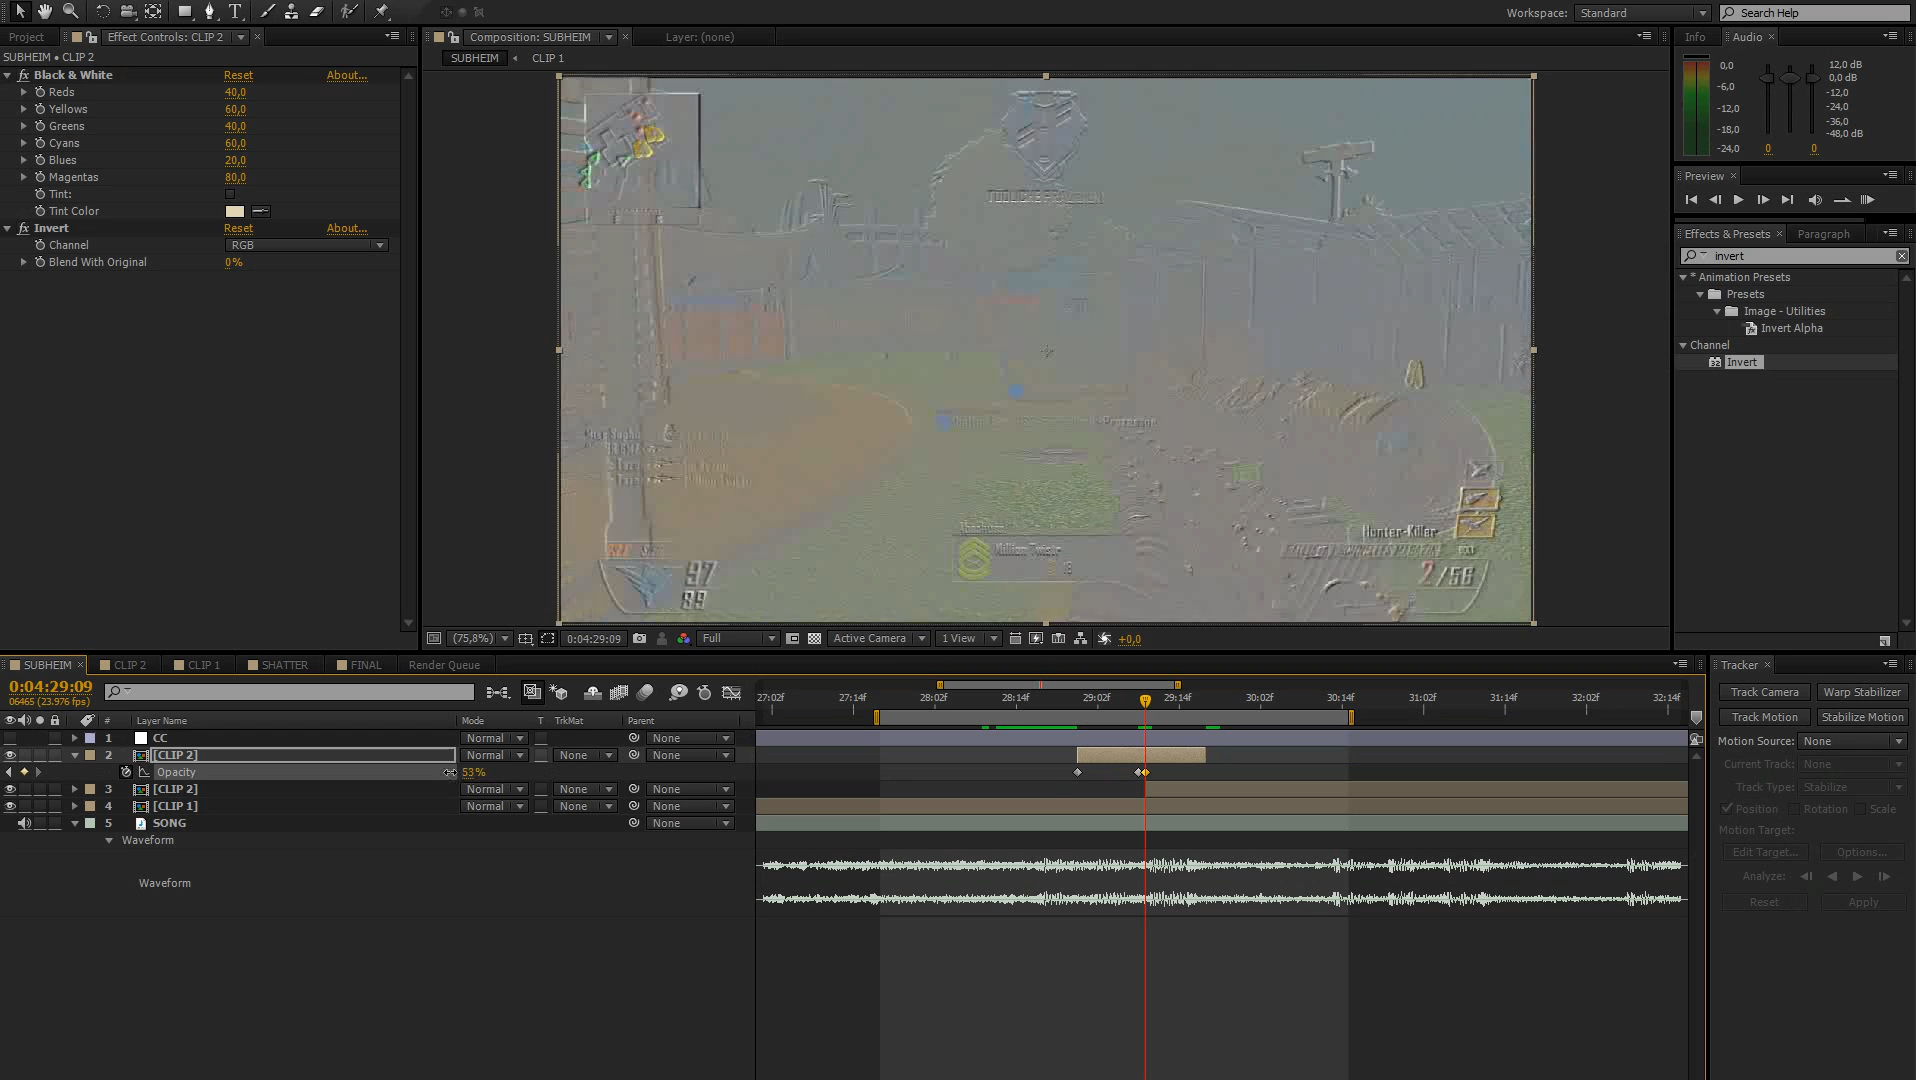 Workspace: Standard Search Help
Project Effect Controls: CLIP 2
SUBHEIM • CLIP 2
fx Black & White Reset About...
Reds 40,0
Yellows 60,0
Greens 40,0
Cyans 60,0
Blues 20,0
Magentas 80,0
Tint:
Tint Color
fx Invert Reset About...
Channel RGB
Blend With Original 0%
Composition: SUBHEIM Layer: (none)
SUBHEIM CLIP 1
Hunter-Killer
97
99
2/56
(75,8%) 0:04:29:09 Full Active Camera 1 View +0,0
Info Audio
0,0
-6,0
-12,0
-18,0
-24,0
12,0 dB
0,0 dB
-12,0
-24,0
-36,0
-48,0 dB
0 0
Preview
Effects & Presets Paragraph
invert
* Animation Presets
Presets
Image - Utilities
Invert Alpha
Channel
32 Invert
SUBHEIM CLIP 2 CLIP 1 SHATTER FINAL Render Queue
0:04:29:09
06465 (23.976 fps)
# Layer Name Mode T TrkMat Parent
1 CC Normal None
2 [CLIP 2] Normal None None
Opacity 53%
3 [CLIP 2] Normal None None
4 [CLIP 1] Normal None None
5 SONG None
Waveform
Waveform
27:02f 27:14f 28:02f 28:14f 29:02f 29:14f 30:02f 30:14f 31:02f 31:14f 32:02f 32:14f
Tracker
Track Camera Warp Stabilizer
Track Motion Stabilize Motion
Motion Source: None
Current Track: None
Track Type: Stabilize
Position Rotation Scale
Motion Target:
Edit Target... Options...
Analyze:
Reset Apply